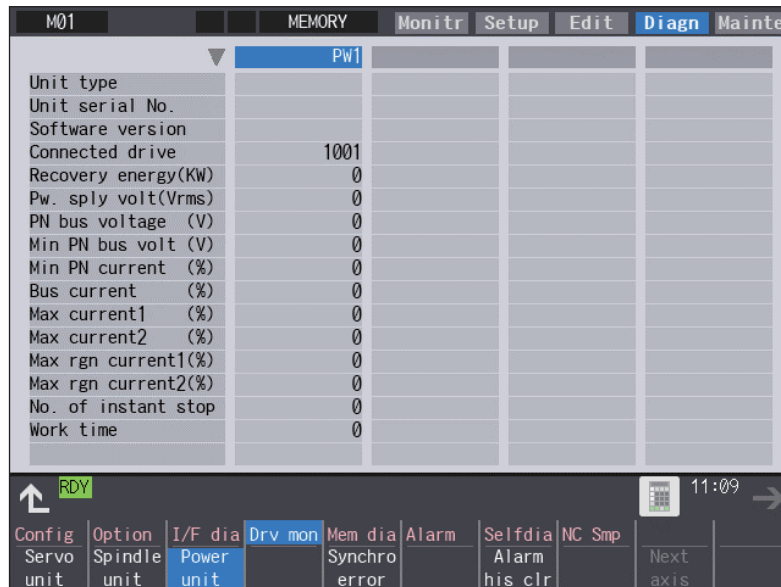 M01 MEMORY Monitr Setup Edit Diagn Mainte
▼ PW1
Unit type
Unit serial No.
Software version
Connected drive 1001
Recovery energy(KW) 0
Pw. sply volt(Vrms) 0
PN bus voltage (V) 0
Min PN bus volt (V) 0
Min PN current (%) 0
Bus current (%) 0
Max current1 (%) 0
Max current2 (%) 0
Max rgn current1(%) 0
Max rgn current2(%) 0
No. of instant stop 0
Work time 0
RDY 11:09
Config Option I/F dia Drv mon Mem dia Alarm Selfdia NC Smp
Servo Spindle Power Synchro Alarm Next
unit unit unit error his clr axis